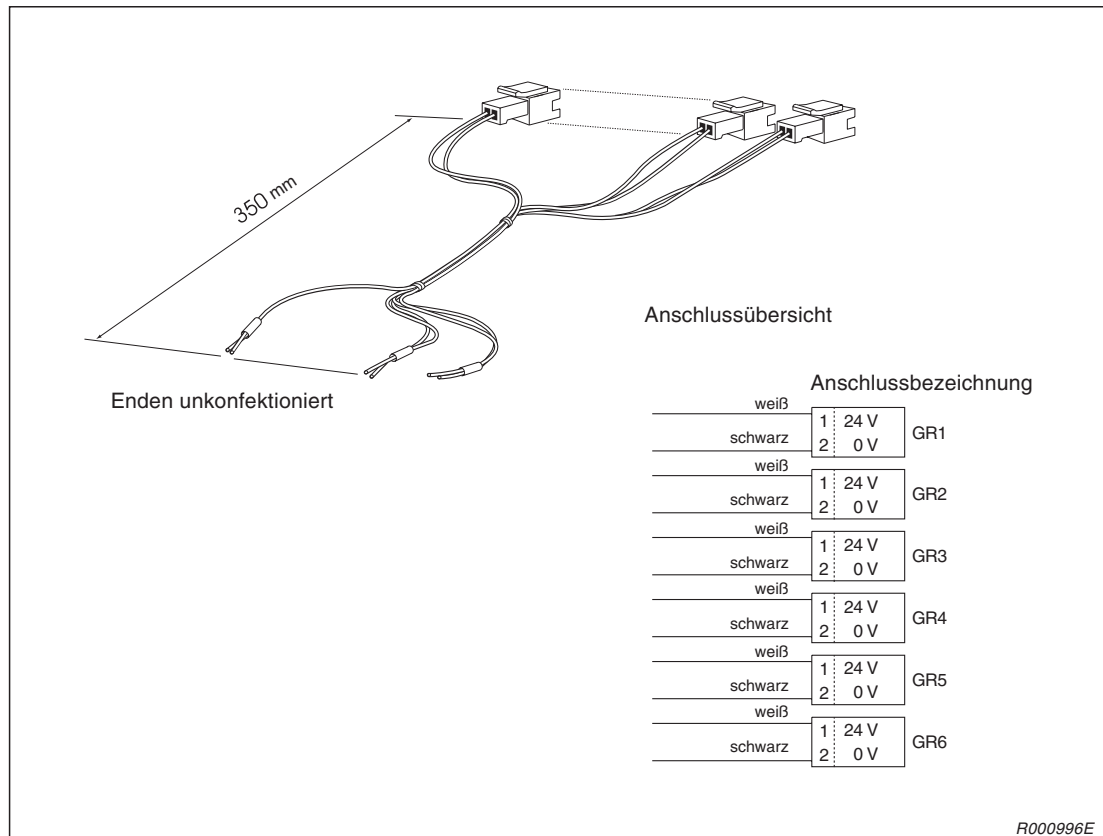 350 mm
Enden unkonfektioniert
Anschlussübersicht
Anschlussbezeichnung
weiß
1 24 V
schwarz
2 0 V
GR1
weiß
1 24 V
schwarz
2 0 V
GR2
weiß
1 24 V
schwarz
2 0 V
GR3
weiß
1 24 V
schwarz
2 0 V
GR4
weiß
1 24 V
schwarz
2 0 V
GR5
weiß
1 24 V
schwarz
2 0 V
GR6
R000996E